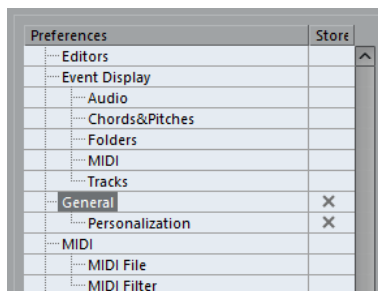 Preferences Store
Editors
Event Display
Audio
Chords&Pitches
Folders
MIDI
Tracks
General
Personalization
MIDI
MIDI File
MIDI Filter